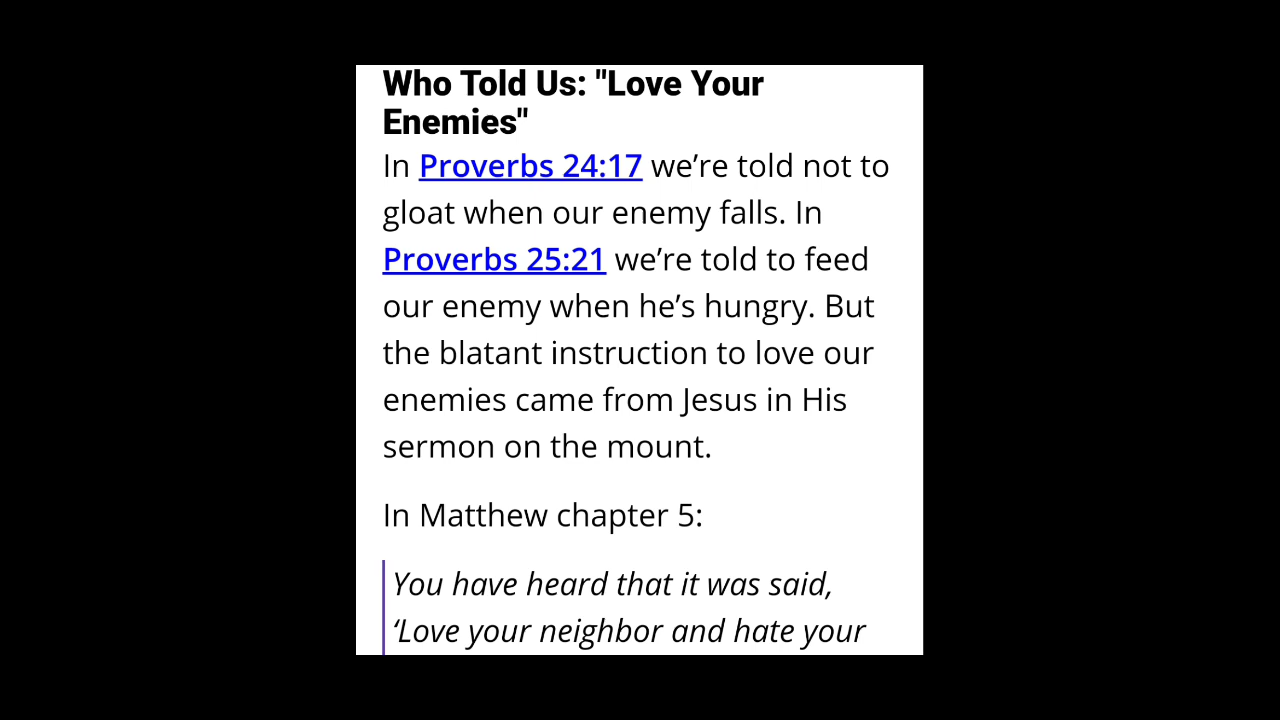 Who Told Us: "Love Your
Enemies"
In Proverbs 24:17 we’re told not to
gloat when our enemy falls. In
Proverbs 25:21 we’re told to feed
our enemy when he’s hungry. But
the blatant instruction to love our
enemies came from Jesus in His
sermon on the mount.
In Matthew chapter 5:
You have heard that it was said,
‘Love your neighbor and hate your